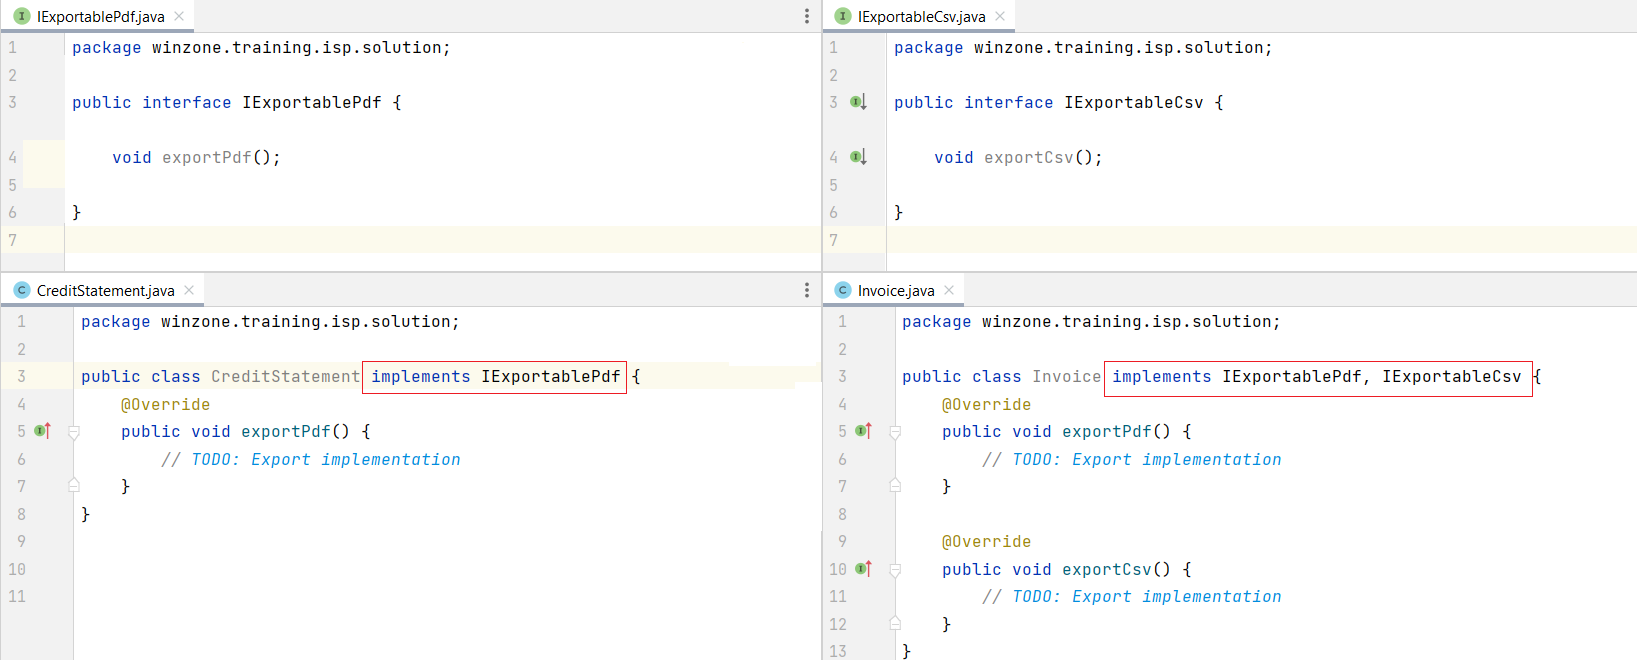 IExportablePdf.java
1 package winzone.training.isp.solution;
2
3 public interface IExportablePdf {
4 void exportPdf();
5
6 }
7
IExportableCsv.java
1 package winzone.training.isp.solution;
2
3 public interface IExportableCsv {
4 void exportCsv();
5
6 }
7
CreditStatement.java
1 package winzone.training.isp.solution;
2
3 public class CreditStatement implements IExportablePdf {
4 @Override
5 public void exportPdf() {
6 // TODO: Export implementation
7 }
8 }
9
10
11
Invoice.java
1 package winzone.training.isp.solution;
2
3 public class Invoice implements IExportablePdf, IExportableCsv {
4 @Override
5 public void exportPdf() {
6 // TODO: Export implementation
7 }
8
9 @Override
10 public void exportCsv() {
11 // TODO: Export implementation
12 }
13 }